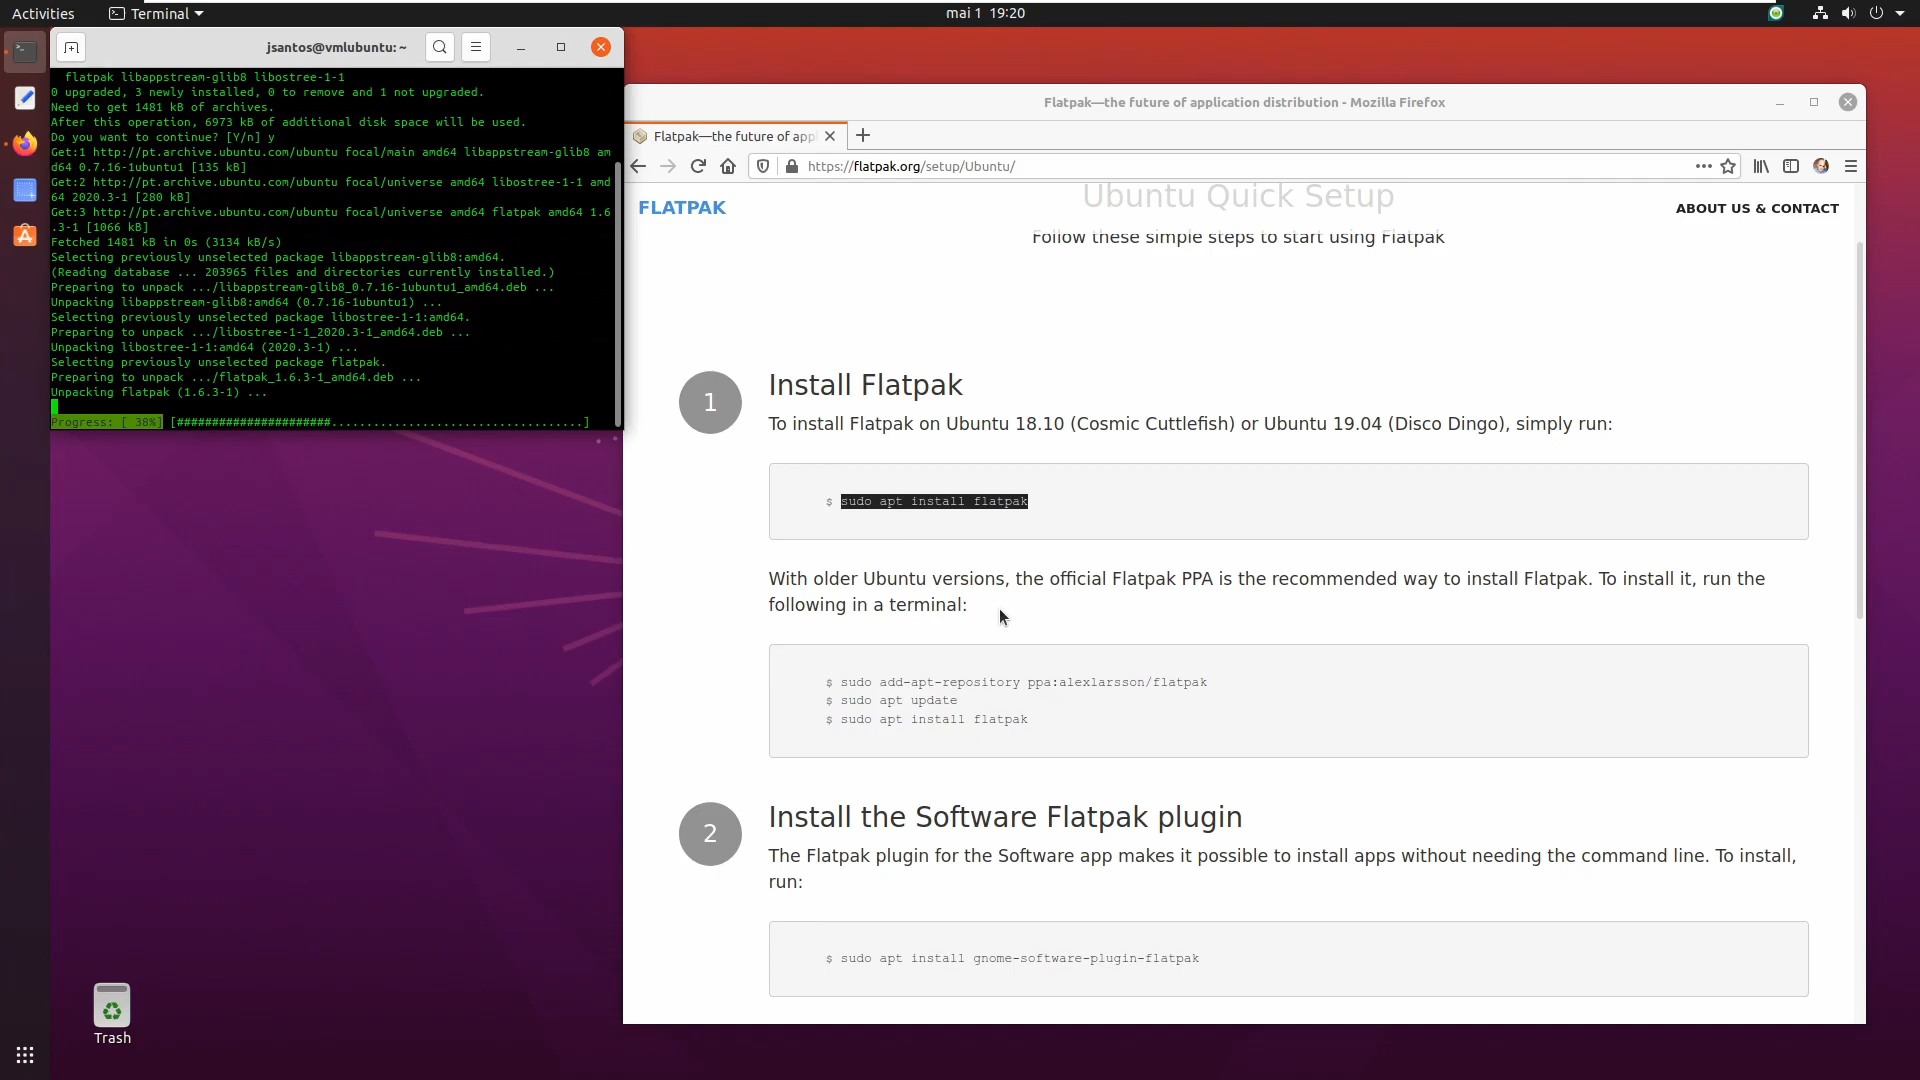 Activities
Terminal
mai 1 19:20
jsantos@vmlubuntu: ~
flatpak libappstream-glib8 libostree-1-1
0 upgraded, 3 newly installed, 0 to remove and 1 not upgraded.
Need to get 1481 kB of archives.
After this operation, 6973 kB of additional disk space will be used.
Do you want to continue? [Y/n] y
Get:1 http://pt.archive.ubuntu.com/ubuntu focal/main amd64 libappstream-glib8 am
d64 0.7.16-1ubuntu1 [135 kB]
Get:2 http://pt.archive.ubuntu.com/ubuntu focal/universe amd64 libostree-1-1 amd
64 2020.3-1 [280 kB]
Get:3 http://pt.archive.ubuntu.com/ubuntu focal/universe amd64 flatpak amd64 1.6
.3-1 [1066 kB]
Fetched 1481 kB in 0s (3134 kB/s)
Selecting previously unselected package libappstream-glib8:amd64.
(Reading database ... 203965 files and directories currently installed.)
Preparing to unpack .../libappstream-glib8_0.7.16-1ubuntu1_amd64.deb ...
Unpacking libappstream-glib8:amd64 (0.7.16-1ubuntu1) ...
Selecting previously unselected package libostree-1-1:amd64.
Preparing to unpack .../libostree-1-1_2020.3-1_amd64.deb ...
Unpacking libostree-1-1:amd64 (2020.3-1) ...
Selecting previously unselected package flatpak.
Preparing to unpack .../flatpak_1.6.3-1_amd64.deb ...
Unpacking flatpak (1.6.3-1) ...
Progress: [ 38%] [######################....................................]
Trash
Flatpak—the future of application distribution - Mozilla Firefox
Flatpak—the future of app
https://flatpak.org/setup/Ubuntu/
FLATPAK
Ubuntu Quick Setup
ABOUT US & CONTACT
Follow these simple steps to start using Flatpak
1
Install Flatpak
To install Flatpak on Ubuntu 18.10 (Cosmic Cuttlefish) or Ubuntu 19.04 (Disco Dingo), simply run:
$ sudo apt install flatpak
With older Ubuntu versions, the official Flatpak PPA is the recommended way to install Flatpak. To install it, run the
following in a terminal:
$ sudo add-apt-repository ppa:alexlarsson/flatpak
$ sudo apt update
$ sudo apt install flatpak
2
Install the Software Flatpak plugin
The Flatpak plugin for the Software app makes it possible to install apps without needing the command line. To install,
run:
$ sudo apt install gnome-software-plugin-flatpak